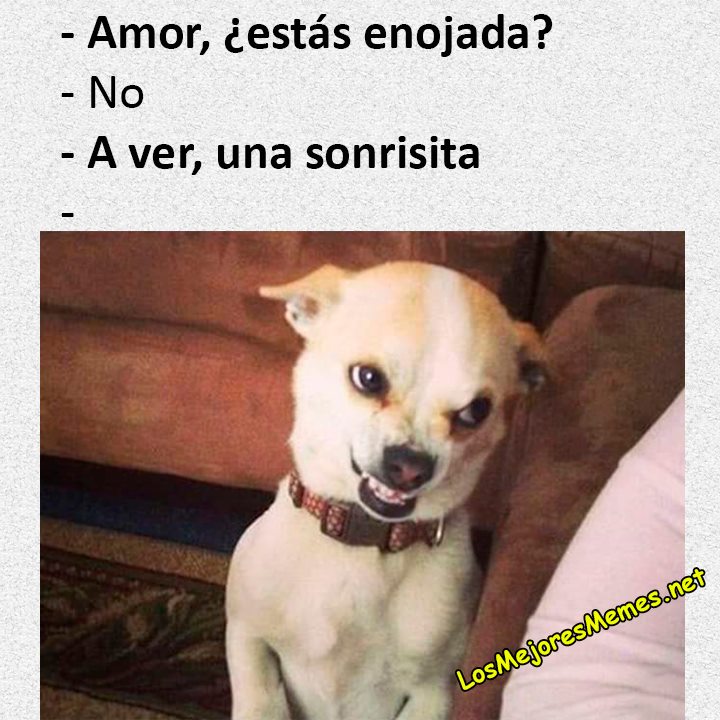 - Amor, ¿estás enojada?
- No
- A ver, una sonrisita
-
LosMejoresMemes.net